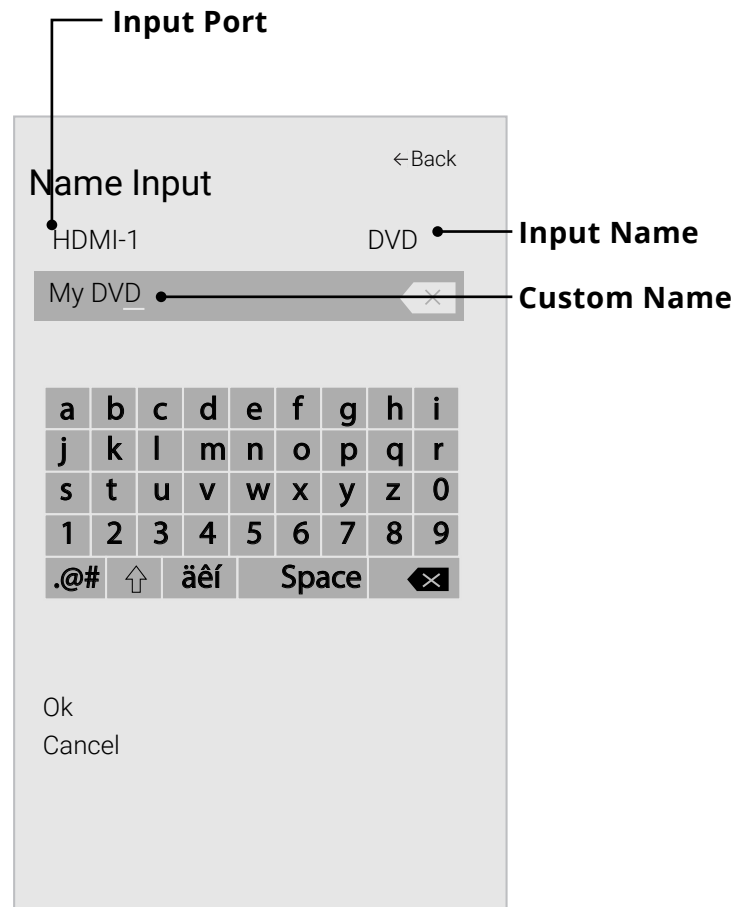 Input Port
←Back
Name Input
HDMI-1 DVD Input Name
My DVD Custom Name
a b c d e f g h i
j k l m n o p q r
s t u v w x y z 0
1 2 3 4 5 6 7 8 9
.@# äêí Space
Ok
Cancel